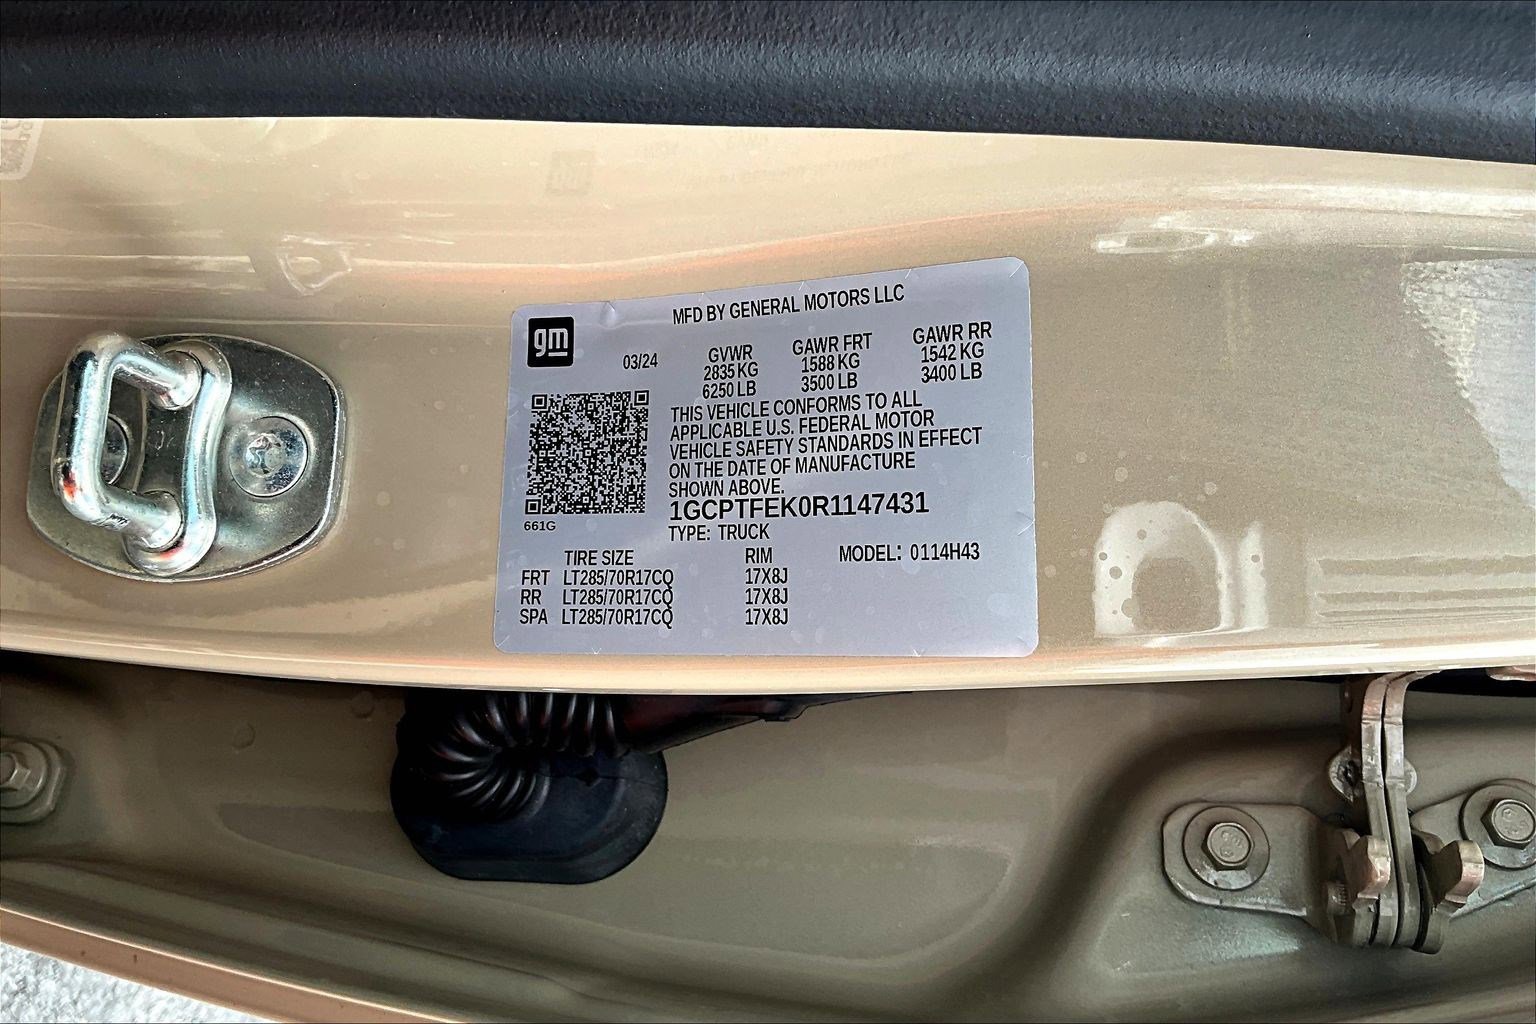 MFD BY GENERAL MOTORS LLC
gm
03/24
GVWR GAWR FRT GAWR RR
2835 KG 1588 KG 1542 KG
6250 LB 3500 LB 3400 LB
THIS VEHICLE CONFORMS TO ALL
APPLICABLE U.S. FEDERAL MOTOR
VEHICLE SAFETY STANDARDS IN EFFECT
ON THE DATE OF MANUFACTURE
SHOWN ABOVE.
1GCPTFEK0R1147431
661G
TYPE: TRUCK
TIRE SIZE RIM MODEL: 0114H43
FRT LT285/70R17CQ 17X8J
RR LT285/70R17CQ 17X8J
SPA LT285/70R17CQ 17X8J